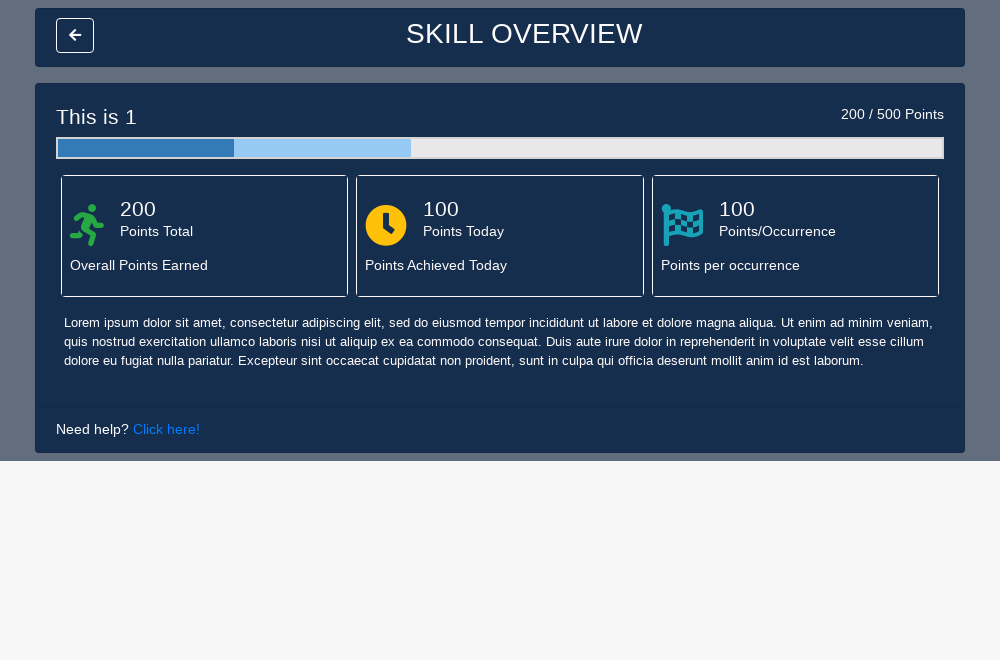 SKILL OVERVIEW
This is 1
200 / 500 Points
200
Points Total
Overall Points Earned
100
Points Today
Points Achieved Today
100
Points/Occurrence
Points per occurrence
Lorem ipsum dolor sit amet, consectetur adipiscing elit, sed do eiusmod tempor incididunt ut labore et dolore magna aliqua. Ut enim ad minim veniam,
quis nostrud exercitation ullamco laboris nisi ut aliquip ex ea commodo consequat. Duis aute irure dolor in reprehenderit in voluptate velit esse cillum
dolore eu fugiat nulla pariatur. Excepteur sint occaecat cupidatat non proident, sunt in culpa qui officia deserunt mollit anim id est laborum.
Need help? Click here!